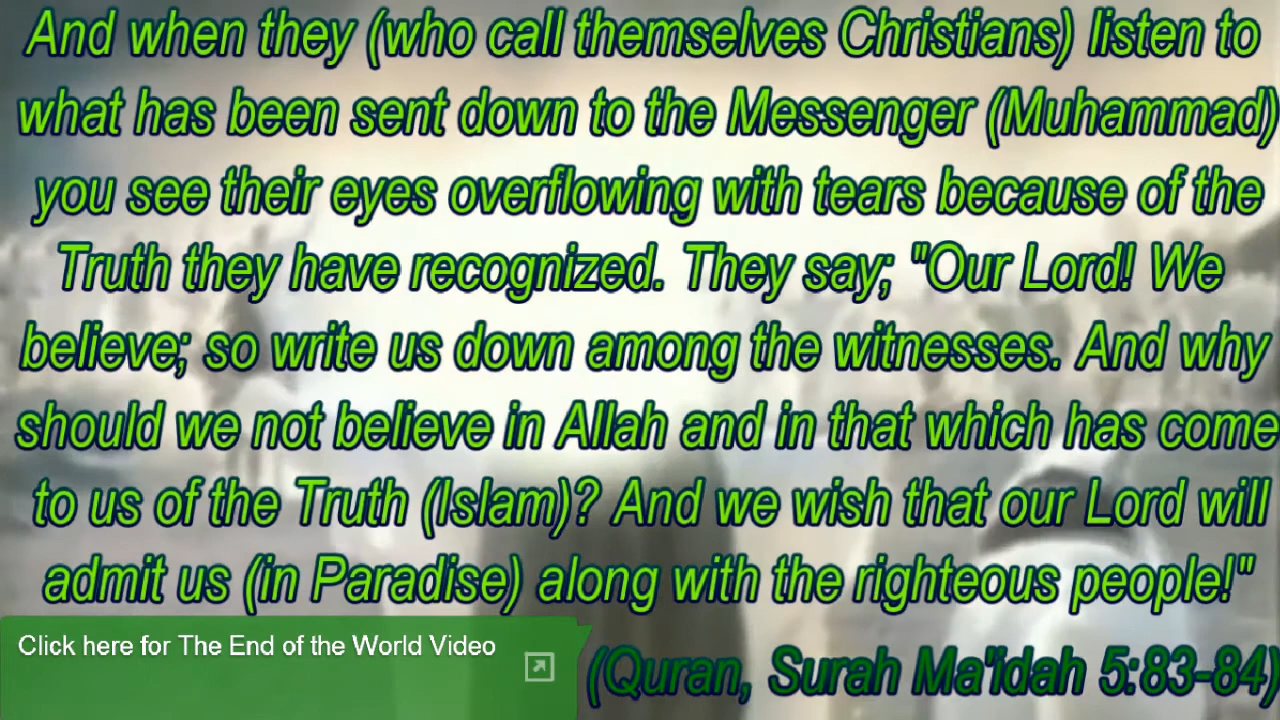 And when they (who call themselves Christians) listen to
what has been sent down to the Messenger (Muhammad)
you see their eyes overflowing with tears because of the
Truth they have recognized. They say; "Our Lord! We
believe; so write us down among the witnesses. And why
should we not believe in Allah and in that which has come
to us of the Truth (Islam)? And we wish that our Lord will
admit us (in Paradise) along with the righteous people!"
Click here for The End of the World Video
(Quran, Surah Ma'idah 5:83-84)